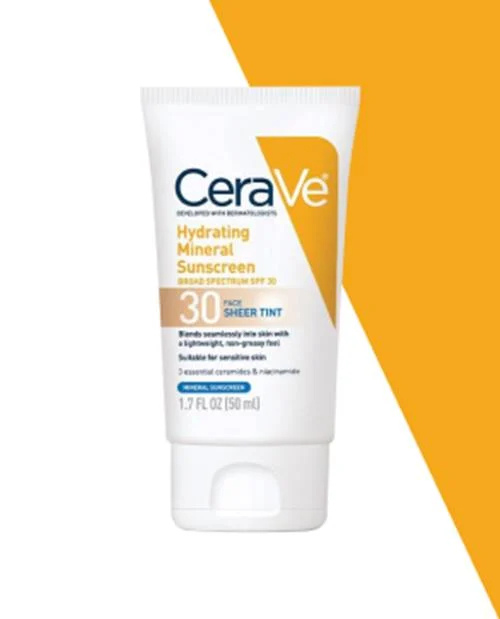 CeraVe®
DEVELOPED WITH DERMATOLOGISTS
Hydrating
Mineral
Sunscreen
BROAD SPECTRUM SPF 30
30 FACE
SHEER TINT
Blends seamlessly into skin with
a lightweight, non-greasy feel
Suitable for sensitive skin
3 essential ceramides & niacinamide
MINERAL SUNSCREEN
1.7 FL OZ (50 ml)